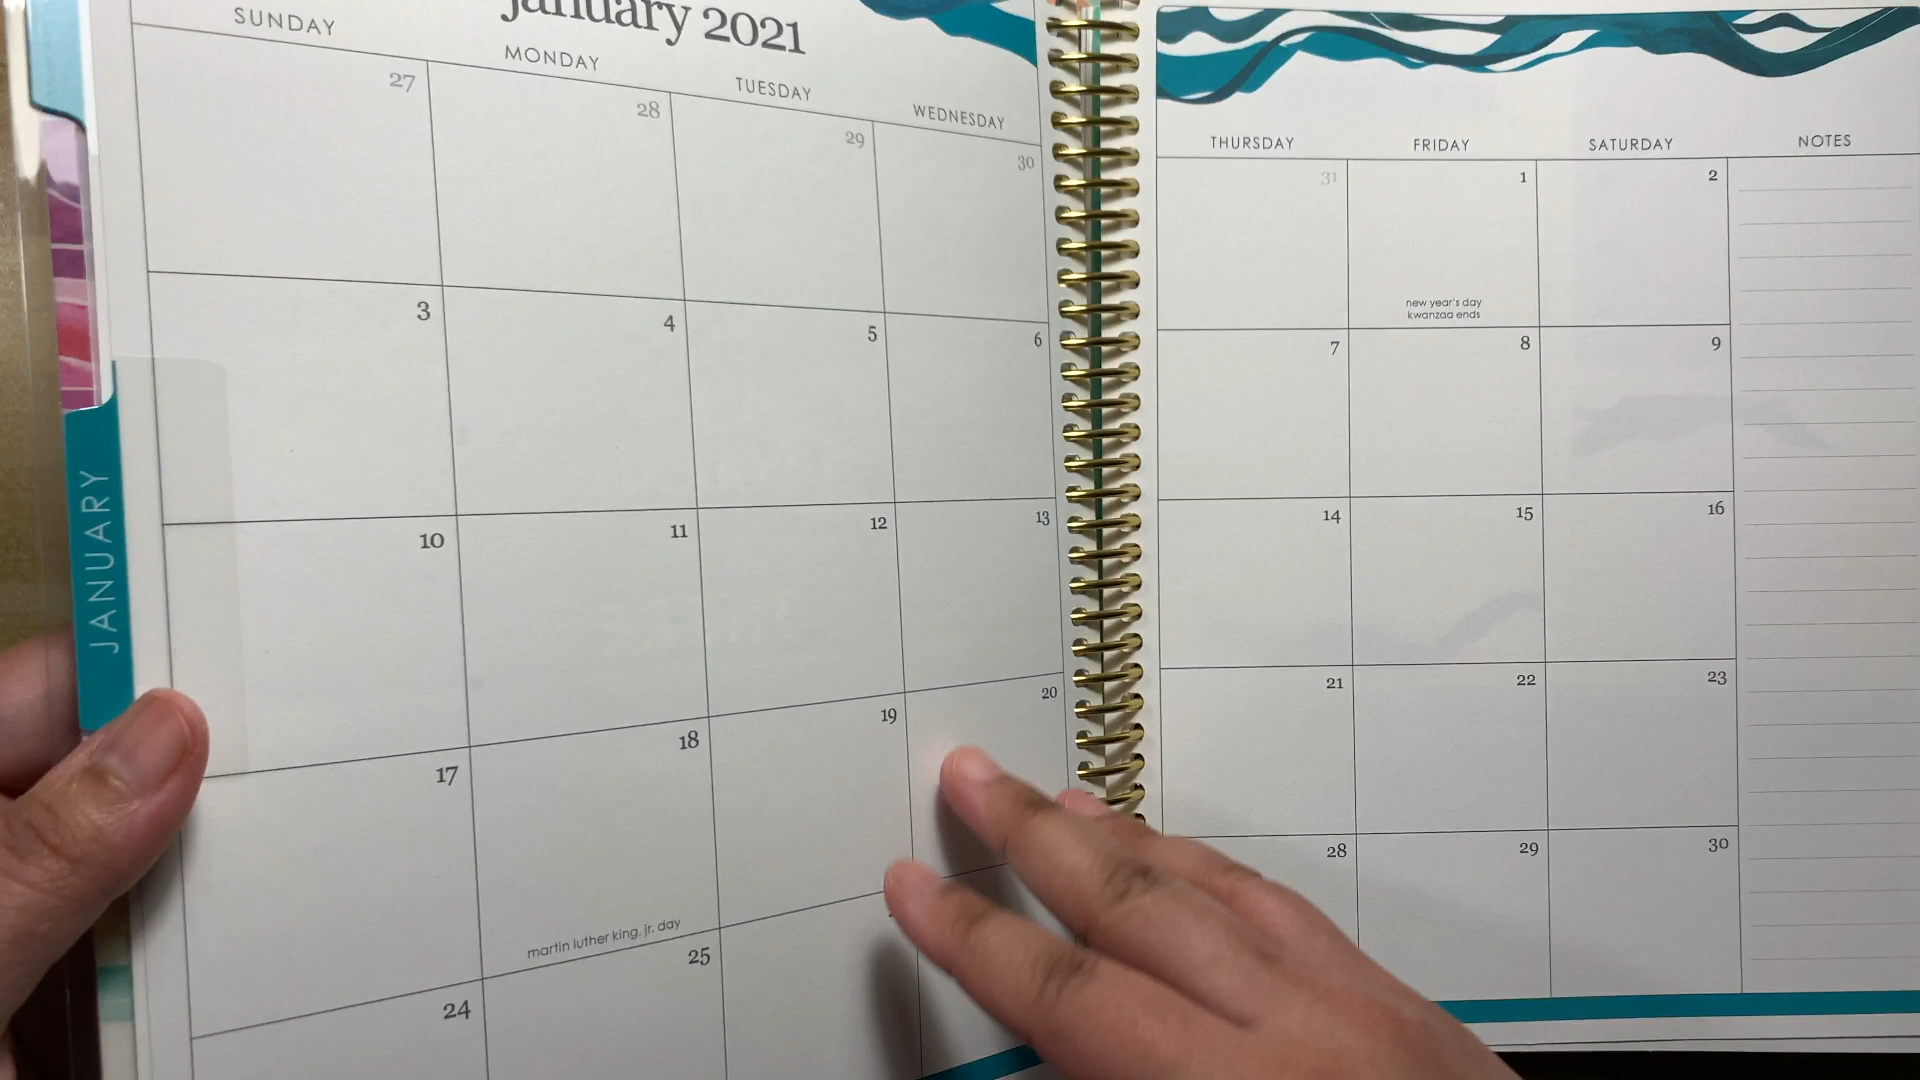 January 2021
SUNDAY MONDAY TUESDAY WEDNESDAY
27 28 29 30
3 4 5 6
10 11 12 13
17 18 19 20
martin luther king, jr. day
24 25
JANUARY
THURSDAY FRIDAY SATURDAY NOTES
31 1 2
new year's day
kwanzaa ends
7 8 9
14 15 16
21 22 23
28 29 30